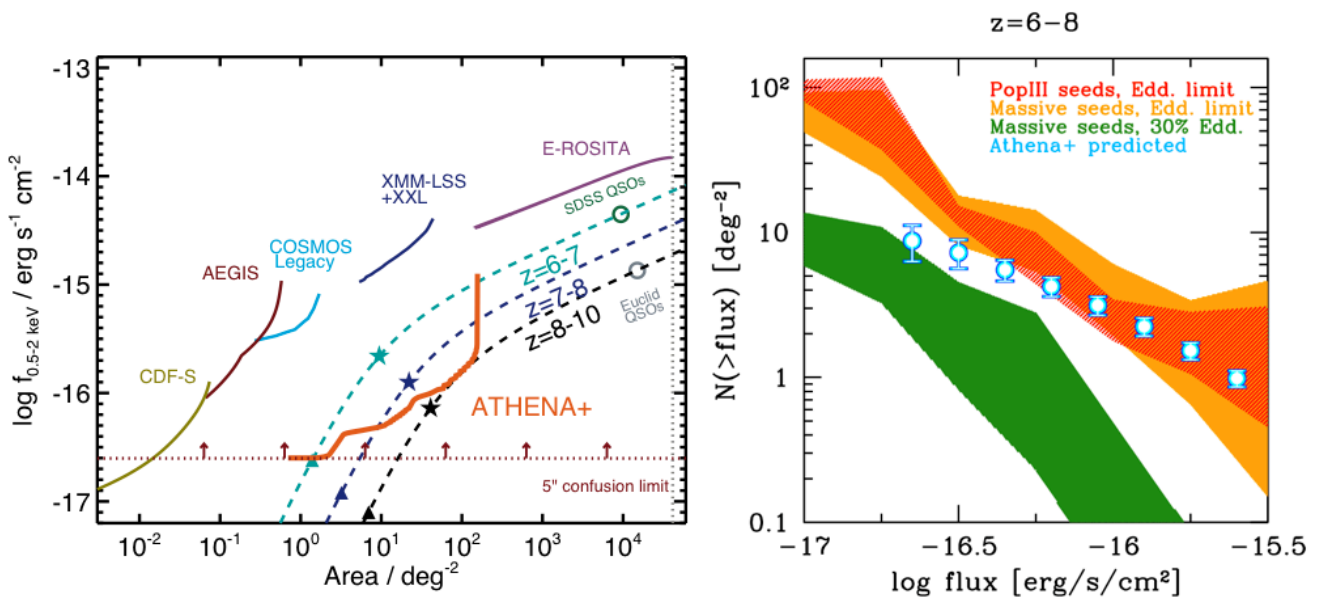 z=6-8
-13
-14
-15
-16
-17
log f0.5-2 keV / erg s-1 cm-2
E-ROSITA
XMM-LSS
+XXL
SDSS QSOs
COSMOS
Legacy
AEGIS
z=6-7
z=7-8
z=8-10
Euclid
QSOs
CDF-S
ATHENA+
5" confusion limit
10-2 10-1 100 101 102 103 104
Area / deg-2
PopIII seeds, Edd. limit
Massive seeds, Edd. limit
Massive seeds, 30% Edd.
Athena+ predicted
102
10
1
0.1
N(>flux) [deg-2]
-17 -16.5 -16 -15.5
log flux [erg/s/cm²]